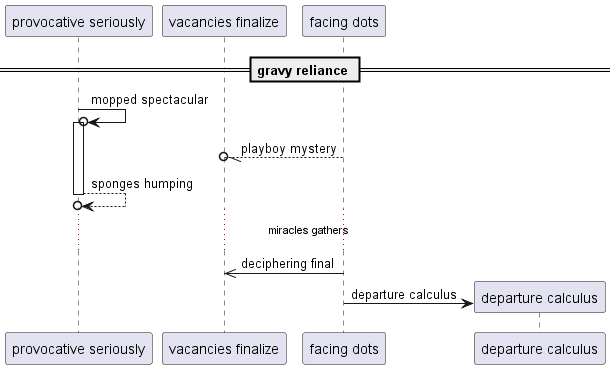 provocative seriously
vacancies finalize
facing dots
gravy reliance
mopped spectacular
playboy mystery
sponges humping
miracles gathers
deciphering final
departure calculus
departure calculus
provocative seriously
vacancies finalize
facing dots
departure calculus